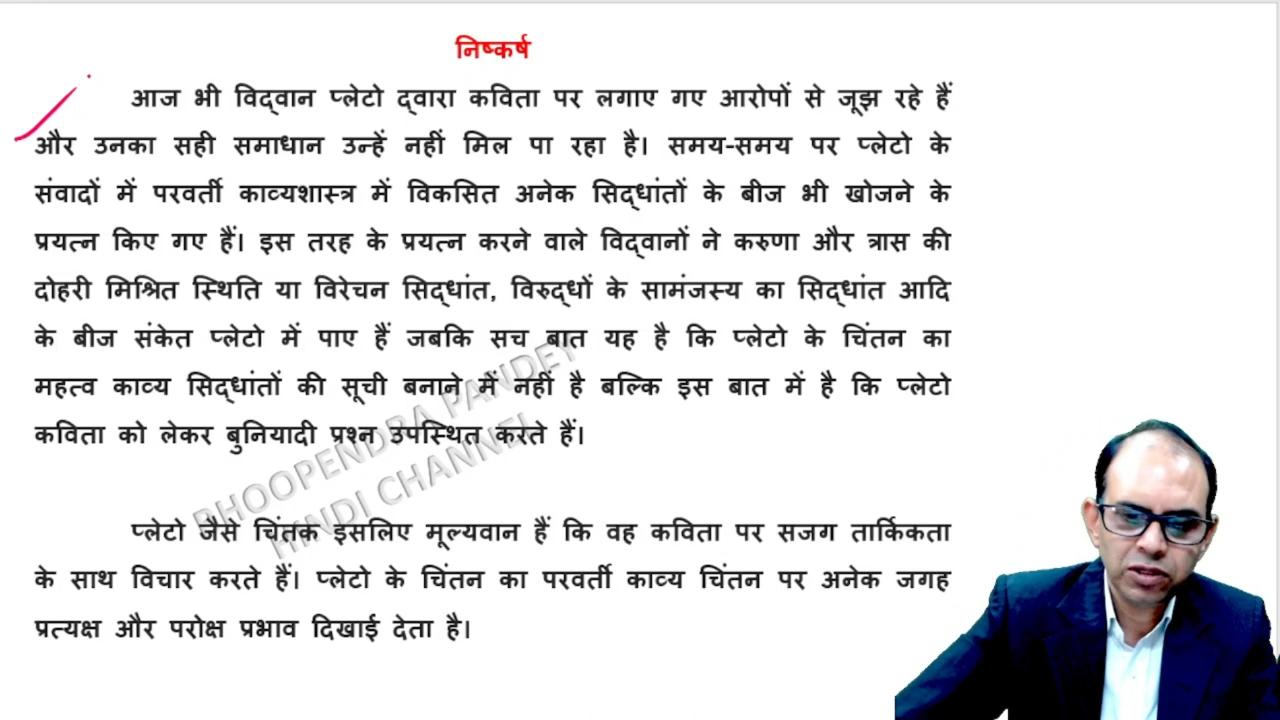 निष्कर्ष
आज भी विद्वान प्लेटो द्वारा कविता पर लगाए गए आरोपों से जूझ रहे हैं
और उनका सही समाधान उन्हें नहीं मिल पा रहा है। समय-समय पर प्लेटो के
संवादों में परवर्ती काव्यशास्त्र में विकसित अनेक सिद्धांतों के बीज भी खोजने के
प्रयत्न किए गए हैं। इस तरह के प्रयत्न करने वाले विद्वानों ने करुणा और त्रास की
दोहरी मिश्रित स्थिति या विरेचन सिद्धांत, विरुद्धों के सामंजस्य का सिद्धांत आदि
के बीज संकेत प्लेटो में पाए हैं जबकि सच बात यह है कि प्लेटो के चिंतन का
महत्व काव्य सिद्धांतों की सूची बनाने में नहीं है बल्कि इस बात में है कि प्लेटो
कविता को लेकर बुनियादी प्रश्न उपस्थित करते हैं।
प्लेटो जैसे चिंतक इसलिए मूल्यवान हैं कि वह कविता पर सजग तार्किकता
के साथ विचार करते हैं। प्लेटो के चिंतन का परवर्ती काव्य चिंतन पर अनेक जगह
प्रत्यक्ष और परोक्ष प्रभाव दिखाई देता है।
BHOOPENDRA PANDEY
HINDI CHANNEL